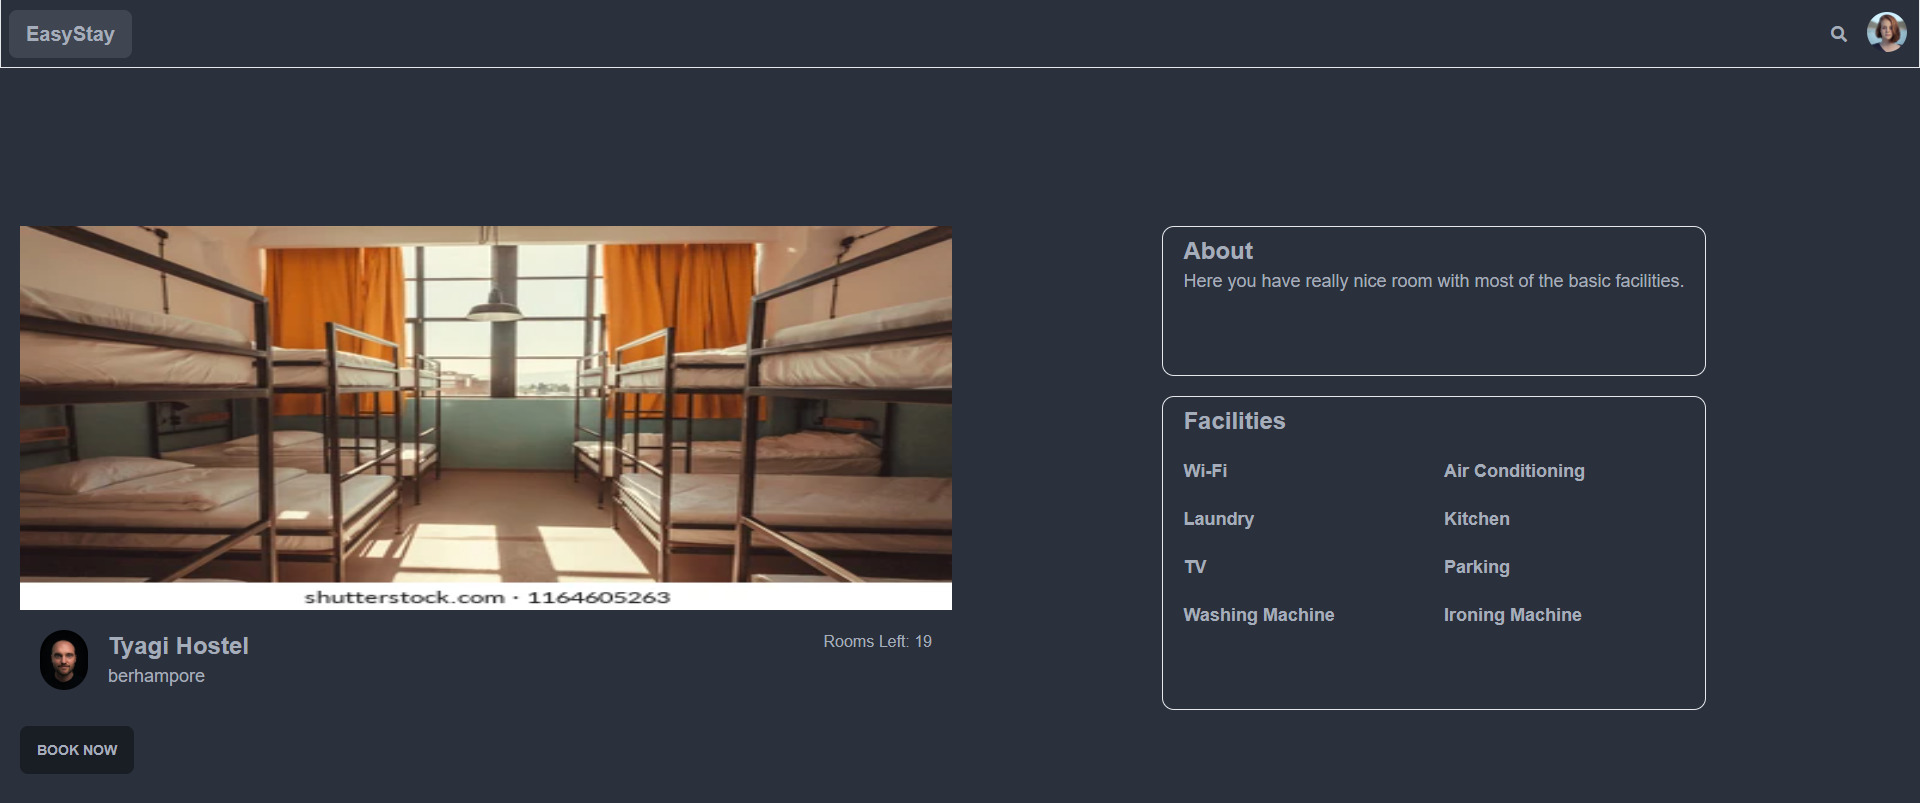 EasyStay
shutterstock.com · 1164605263
Tyagi Hostel
berhampore
Rooms Left: 19
BOOK NOW
About
Here you have really nice room with most of the basic facilities.
Facilities
Wi-Fi
Air Conditioning
Laundry
Kitchen
TV
Parking
Washing Machine
Ironing Machine